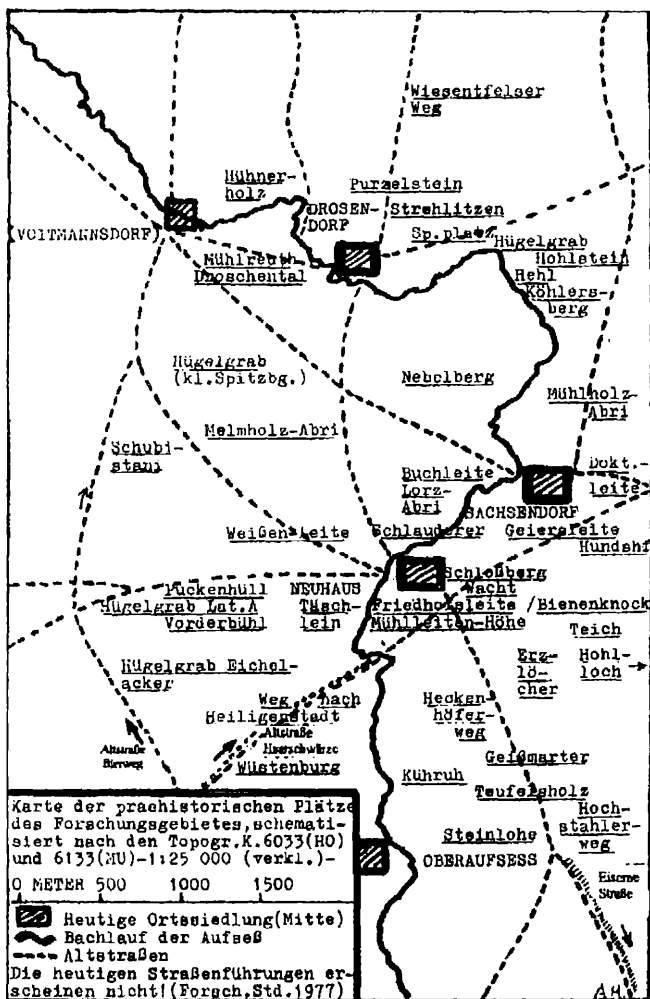 Wiesentfelser
Weg
Hühner-
holz
Purzelstein
DROSEN-
DORF
Strehlitzen
(VOITMANNSDORF)
Sp.platz
Hügelgrab
Hohlstein
Mühlreuth
Droschental
Hehl
Köhlers-
berg
Hügelgrab
(kl.Spitzbg.)
Nebelberg
Mühlholz-
Abri
Melmholz-Abri
Schubi-
stani
Buchleite
Lorz-
Abri
Dokt.-
leite
SACHSENDORF
Weißen Leite
Schlauderer
Geiersleite
Hundshf
Schloßberg
Wacht
Puckenhüll
NEUHAUS
Hügelgrab Lat.A
Täsch-
lein
Friedhofsleite /Bienenknock
Vorderbühl
Mühlleiten-Höhe
Teich
Hügelgrab Eichel-
acker
Erz-
lö-
cher
Hohl-
loch
Weg nach
Heiligenstadt
Hecken-
höfer-
weg
Altstraße
Bierweg
Altstraße
Wüstenburg
Geißmarter
Kühruh
Teufelsholz
Hoch-
stahler-
weg
Steinlohe
OBERAUFSESS
Eiserne
Straße
Karte der praehistorischen Plätze
des Forschungsgebietes,schemati-
siert nach den Topogr.K.6033(HO)
und 6133(MU)-1:25 000 (verkl.)-
0 METER 500 1000 1500
Heutige Ortssiedlung(Mitte)
Bachlauf der Aufseß
Altstraßen
Die heutigen Straßenführungen er-
scheinen nicht!(Forsch.Std.1977)
A.H.